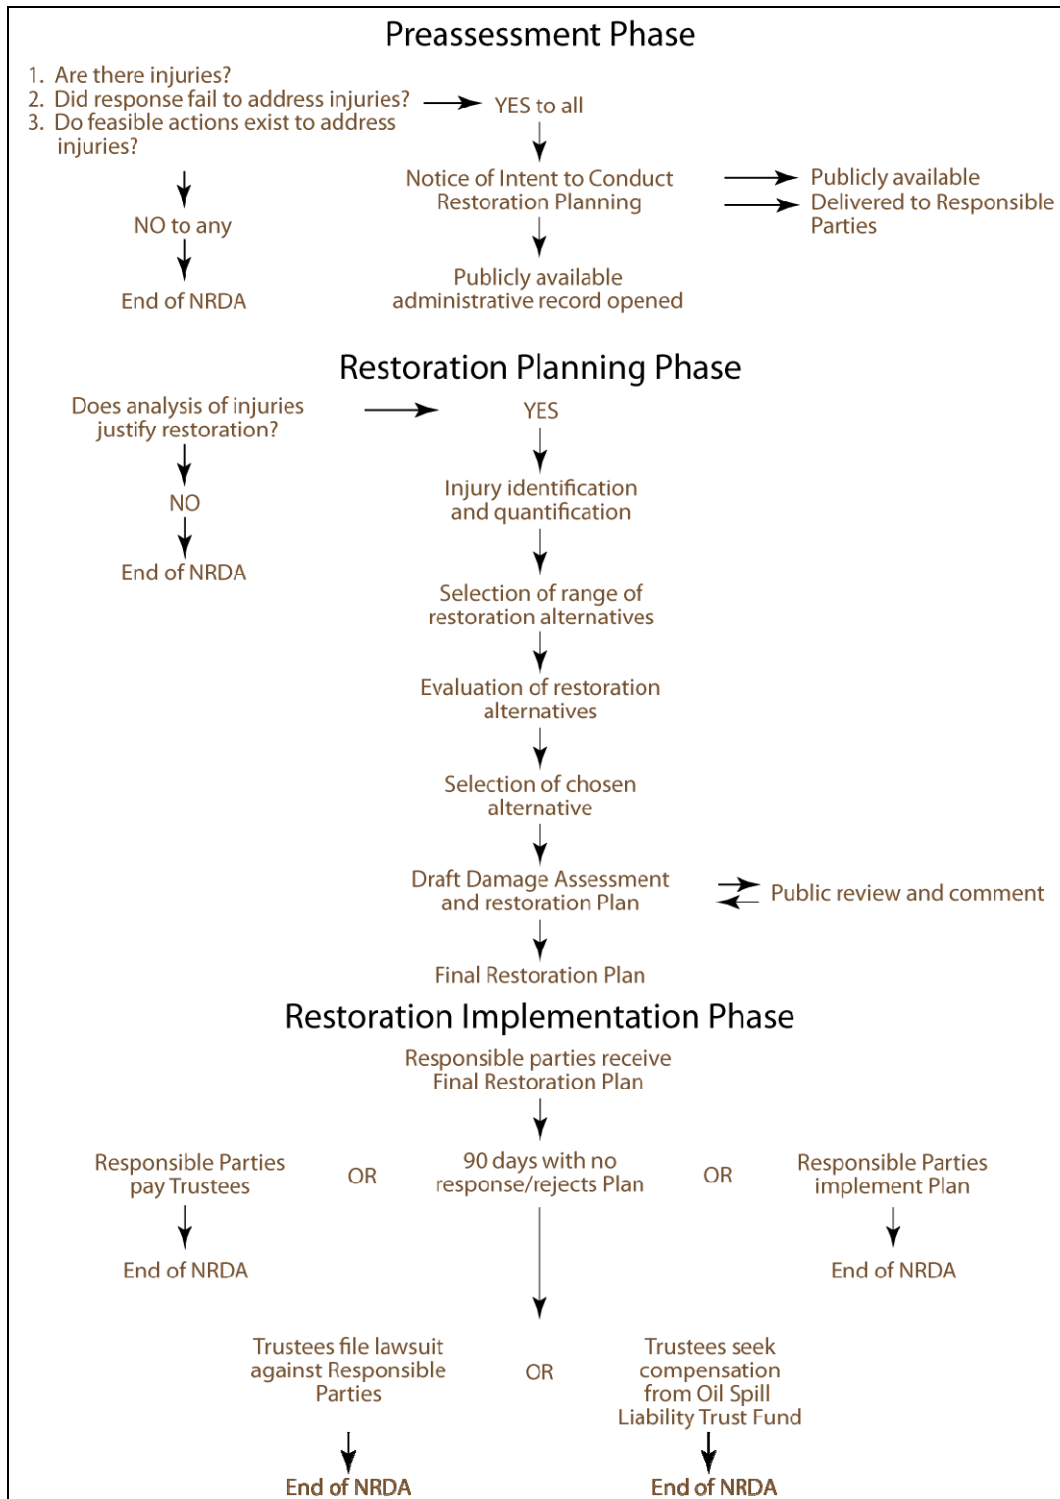 Preassessment Phase
1. Are there injuries?
2. Did response fail to address injuries?
3. Do feasible actions exist to address
injuries?
YES to all
Notice of Intent to Conduct
Restoration Planning
Publicly available
Delivered to Responsible
Parties
NO to any
End of NRDA
Publicly available
administrative record opened
Restoration Planning Phase
Does analysis of injuries
justify restoration?
YES
NO
End of NRDA
Injury identification
and quantification
Selection of range of
restoration alternatives
Evaluation of restoration
alternatives
Selection of chosen
alternative
Draft Damage Assessment
and restoration Plan
Public review and comment
Final Restoration Plan
Restoration Implementation Phase
Responsible parties receive
Final Restoration Plan
Responsible Parties
pay Trustees
OR
90 days with no
response/rejects Plan
OR
Responsible Parties
implement Plan
End of NRDA
End of NRDA
Trustees file lawsuit
against Responsible
Parties
OR
Trustees seek
compensation
from Oil Spill
Liability Trust Fund
End of NRDA
End of NRDA